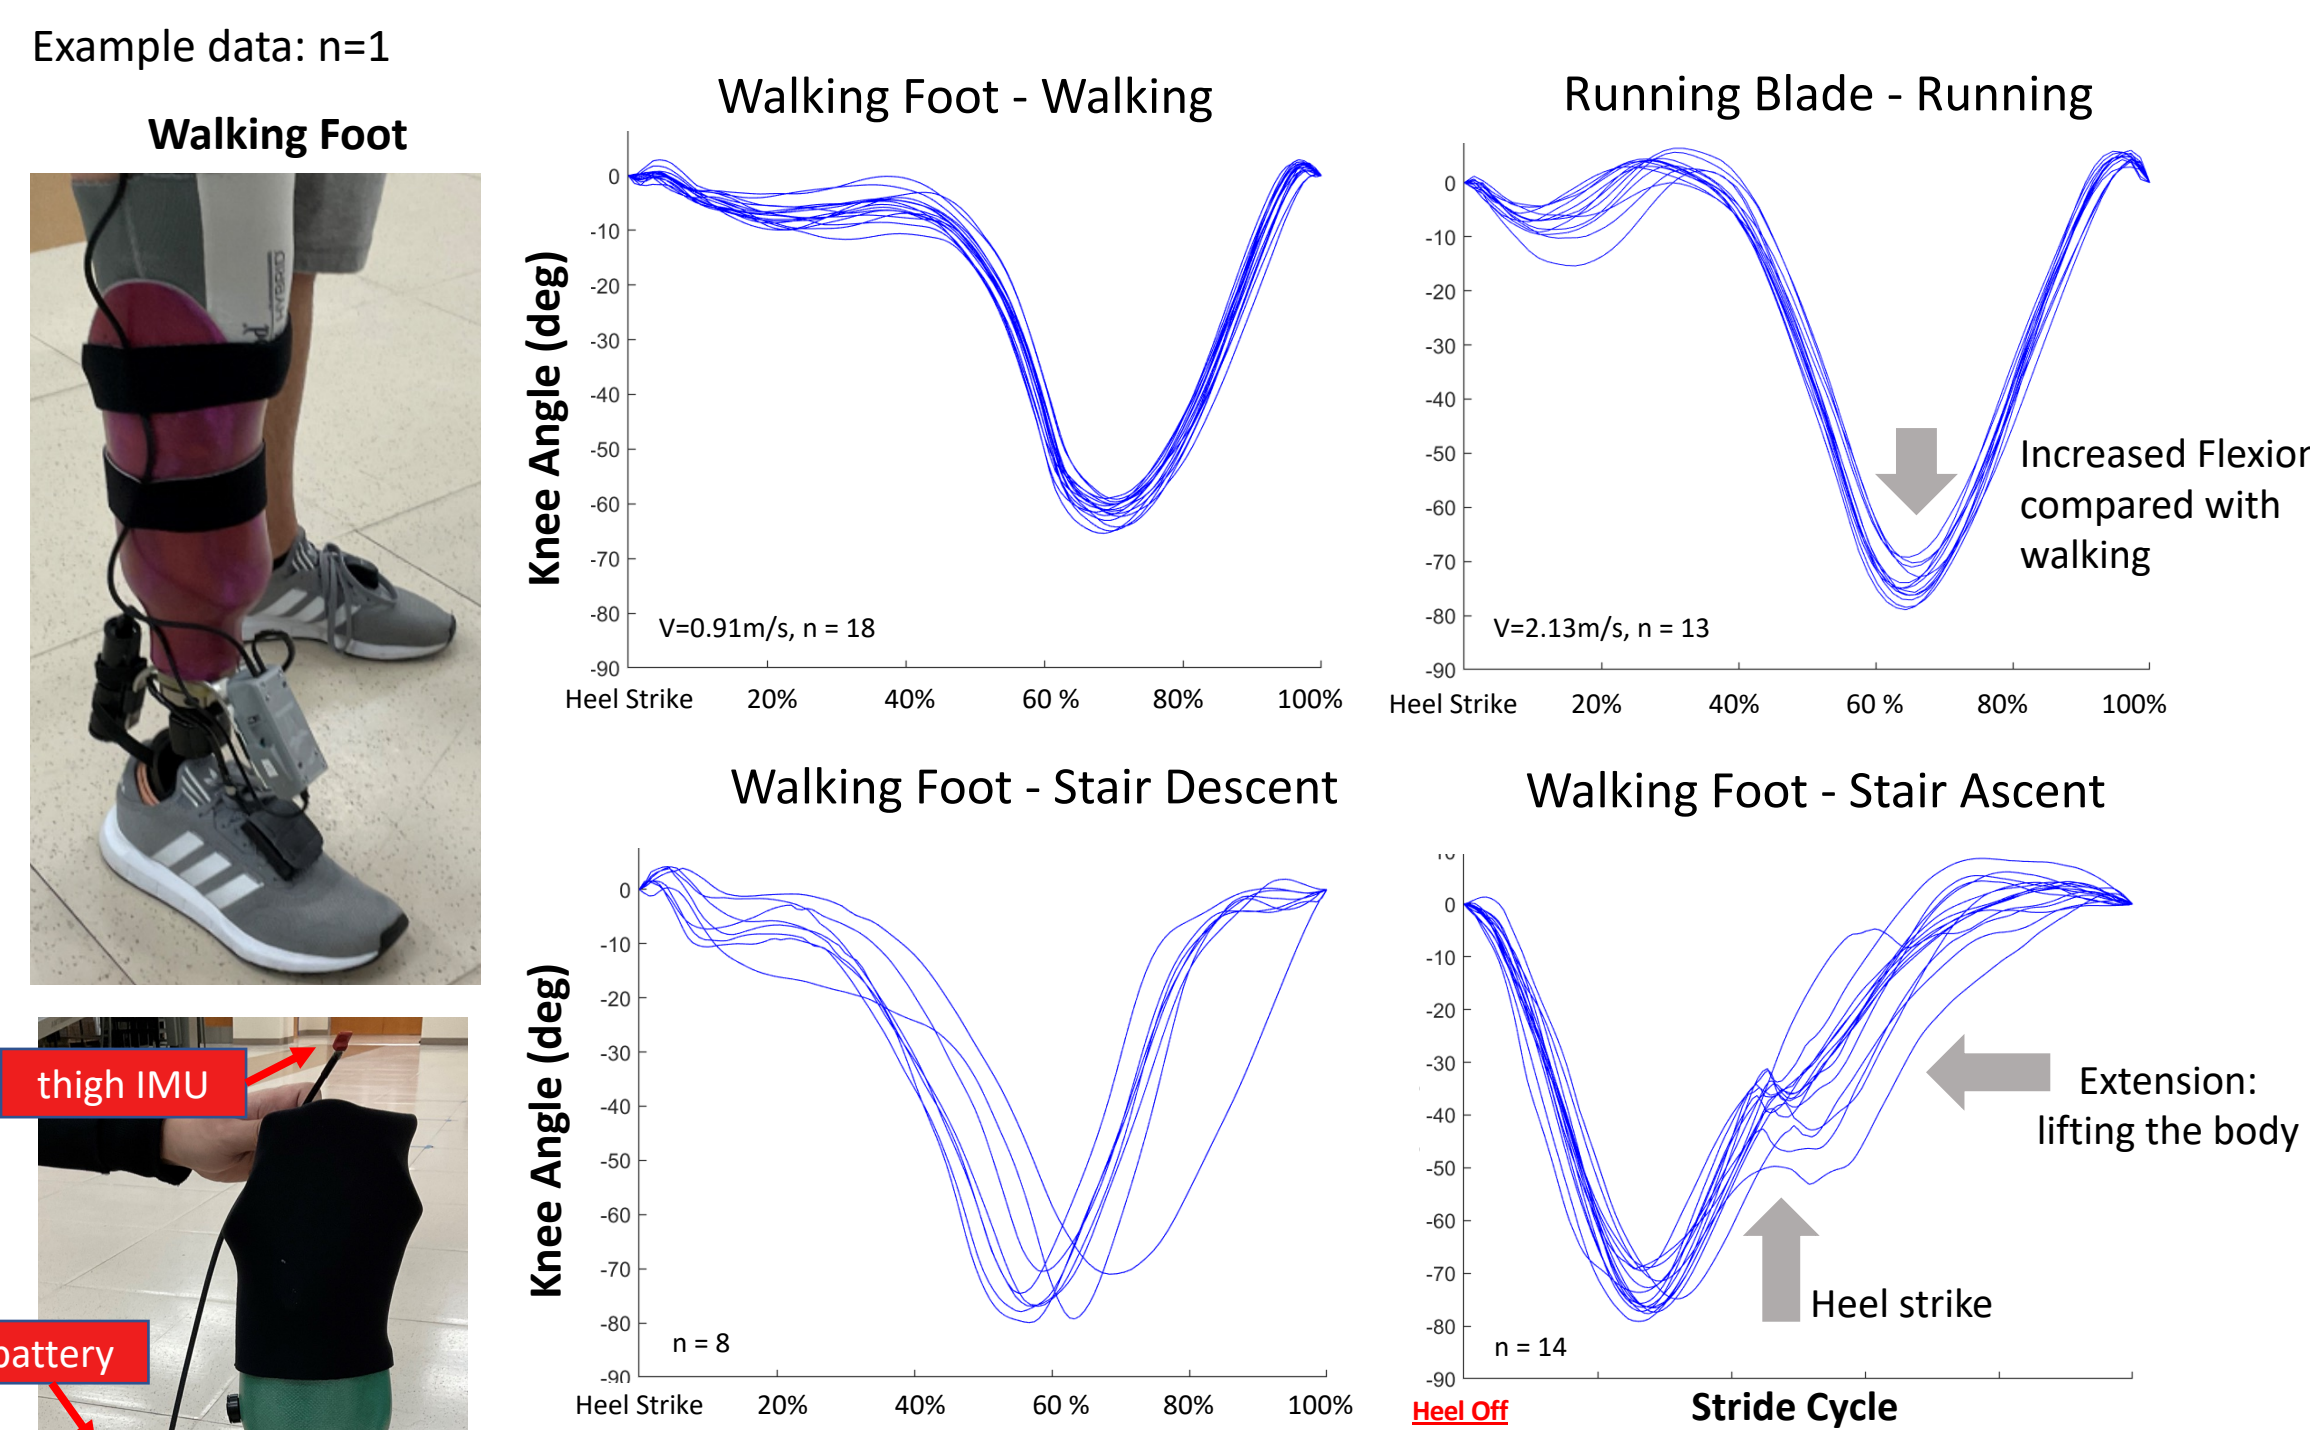 Example data: n=1
Walking Foot
thigh IMU
battery
Walking Foot - Walking
Knee Angle (deg)
0
-10
-20
-30
-40
-50
-60
-70
-80
-90
V=0.91m/s, n = 18
Heel Strike 20% 40% 60 % 80% 100%
Running Blade - Running
0
-10
-20
-30
-40
-50
-60
-70
-80
-90
Increased Flexion
compared with
walking
V=2.13m/s, n = 13
Heel Strike 20% 40% 60 % 80% 100%
Walking Foot - Stair Descent
Knee Angle (deg)
0
-10
-20
-30
-40
-50
-60
-70
-80
-90
n = 8
Heel Strike 20% 40% 60 % 80% 100%
Walking Foot - Stair Ascent
10
0
-10
-20
-30
-40
-50
-60
-70
-80
-90
Extension:
lifting the body
Heel strike
n = 14
Heel Off Stride Cycle